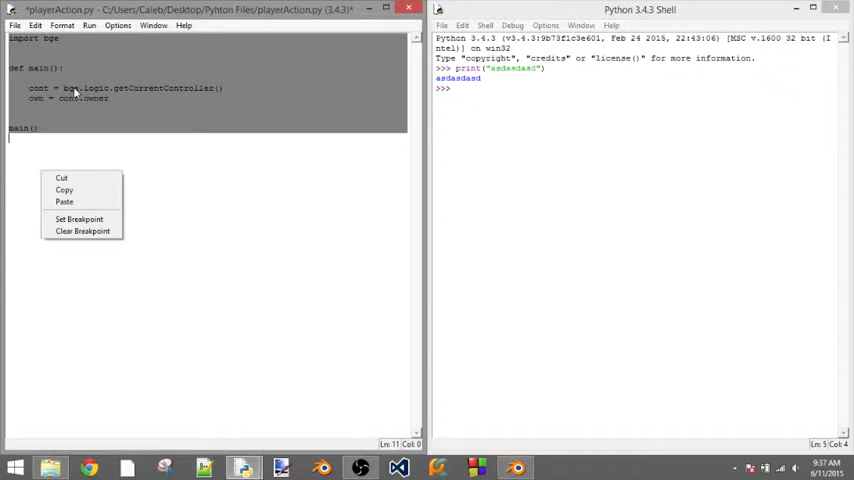 *playerAction.py - C:/Users/Caleb/Desktop/Pyhton Files/playerAction.py (3.4.3)*
File Edit Format Run Options Window Help
import bge
def main():
cont = bge.logic.getCurrentController()
own = cont.owner
main()
Cut
Copy
Paste
Set Breakpoint
Clear Breakpoint
Ln: 11 Col: 0
Python 3.4.3 Shell
File Edit Shell Debug Options Window Help
Python 3.4.3 (v3.4.3:9b73f1c3e601, Feb 24 2015, 22:43:06) [MSC v.1600 32 bit (I
ntel)] on win32
Type "copyright", "credits" or "license()" for more information.
>>> print("asdasdasd")
asdasdasd
>>>
Ln: 5 Col: 4
9:37 AM
6/11/2015